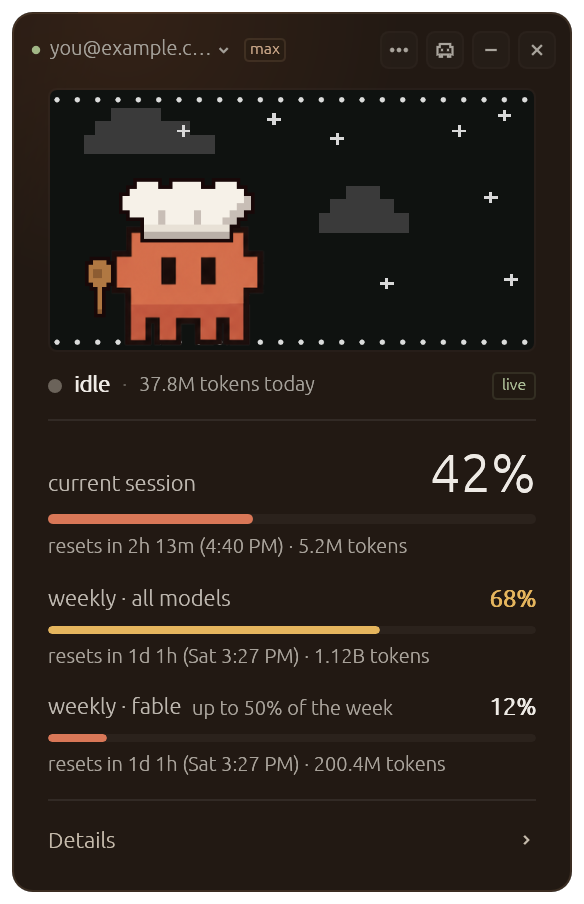 you@example.c... max
idle · 37.8M tokens today live
current session 42%
resets in 2h 13m (4:40 PM) · 5.2M tokens
weekly · all models 68%
resets in 1d 1h (Sat 3:27 PM) · 1.12B tokens
weekly · fable up to 50% of the week 12%
resets in 1d 1h (Sat 3:27 PM) · 200.4M tokens
Details